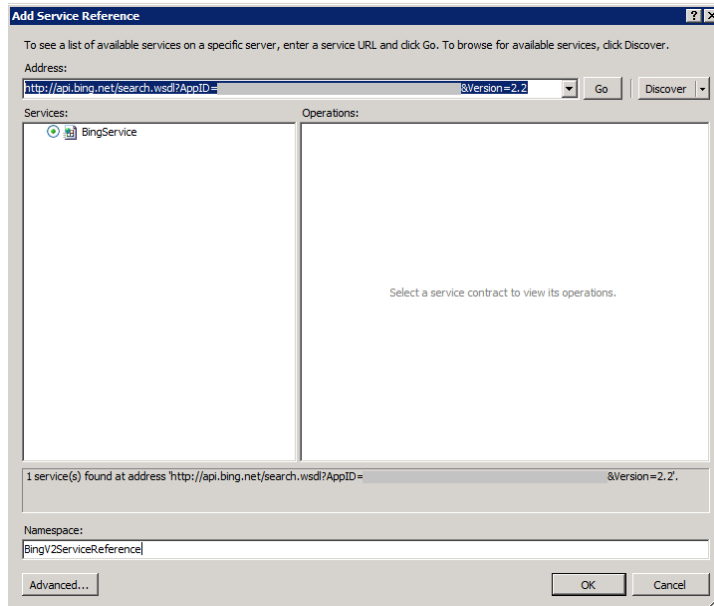 Add Service Reference
To see a list of available services on a specific server, enter a service URL and click Go. To browse for available services, click Discover.
Address:
http://api.bing.net/search.wsdl?AppID= &Version=2.2 Go Discover
Services: Operations:
BingService
Select a service contract to view its operations.
1 service(s) found at address 'http://api.bing.net/search.wsdl?AppID= &Version=2.2'.
Namespace:
BingV2ServiceReference
Advanced... OK Cancel